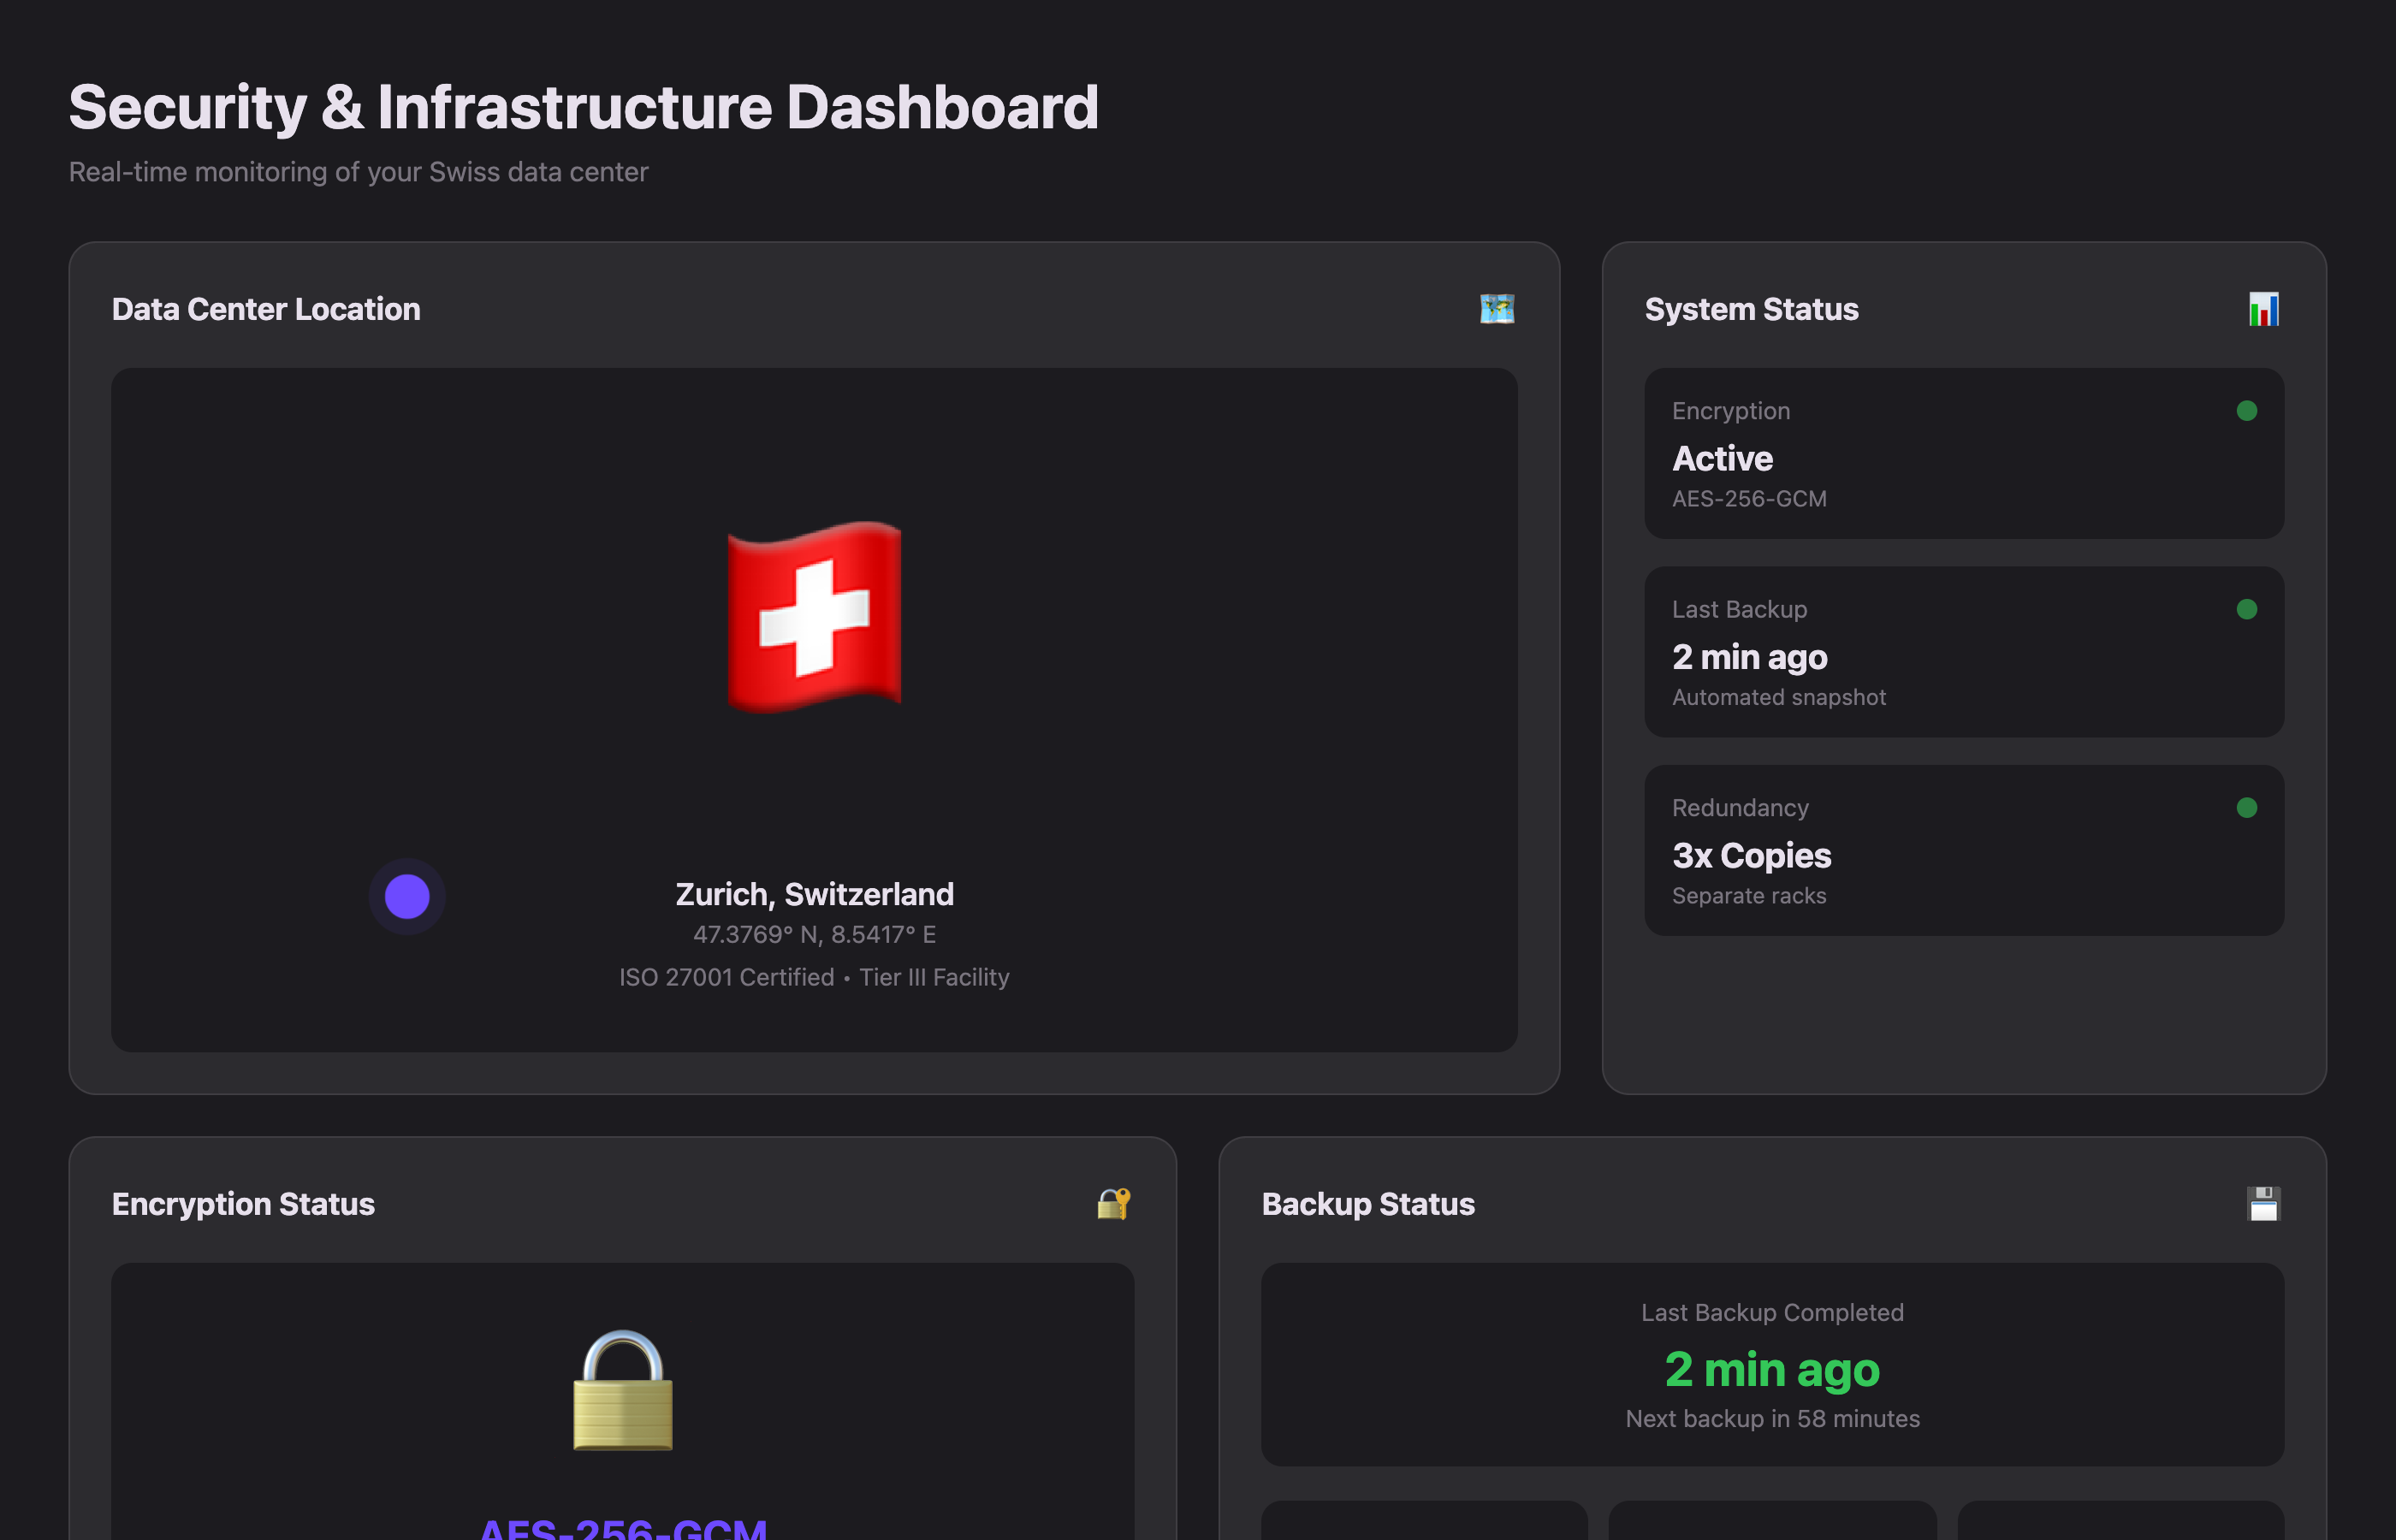 Security & Infrastructure Dashboard
Real-time monitoring of your Swiss data center
Data Center Location
Zurich, Switzerland
47.3769° N, 8.5417° E
ISO 27001 Certified • Tier III Facility
System Status
Encryption
Active
AES-256-GCM
Last Backup
2 min ago
Automated snapshot
Redundancy
3x Copies
Separate racks
Encryption Status
AES-256-GCM
Backup Status
Last Backup Completed
2 min ago
Next backup in 58 minutes